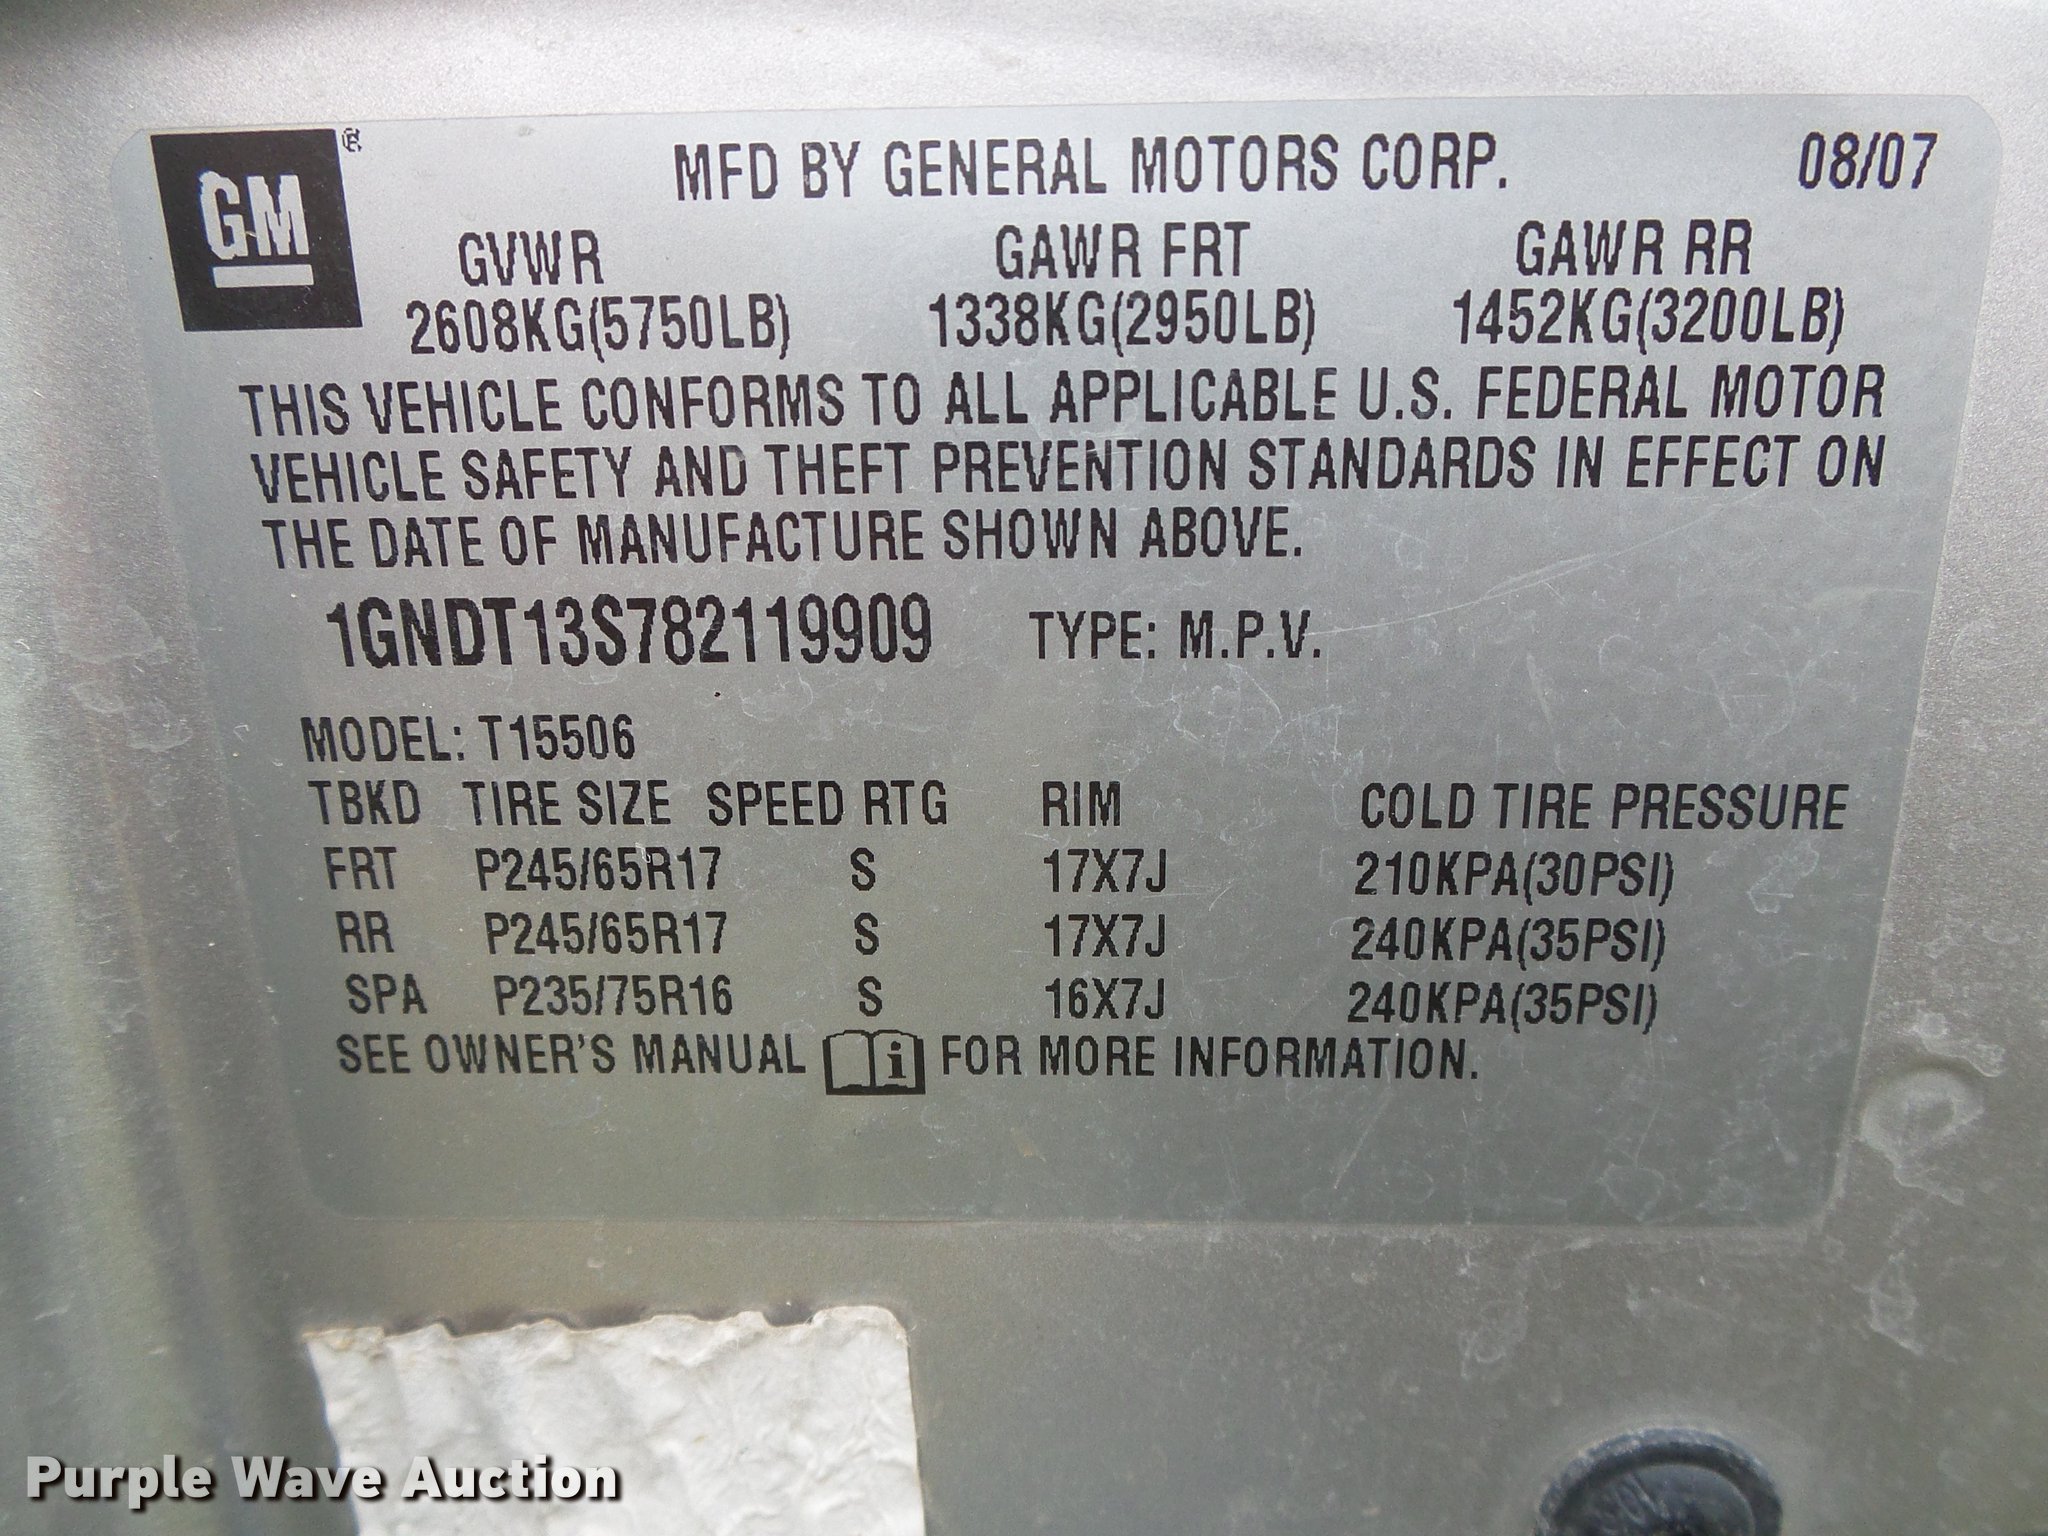 GM
MFD BY GENERAL MOTORS CORP. 08/07
GVWR GAWR FRT GAWR RR
2608KG(5750LB) 1338KG(2950LB) 1452KG(3200LB)
THIS VEHICLE CONFORMS TO ALL APPLICABLE U.S. FEDERAL MOTOR
VEHICLE SAFETY AND THEFT PREVENTION STANDARDS IN EFFECT ON
THE DATE OF MANUFACTURE SHOWN ABOVE.
1GNDT13S782119909 TYPE: M.P.V.
MODEL: T15506
TBKD TIRE SIZE SPEED RTG RIM COLD TIRE PRESSURE
FRT P245/65R17 S 17X7J 210KPA(30PSI)
RR P245/65R17 S 17X7J 240KPA(35PSI)
SPA P235/75R16 S 16X7J 240KPA(35PSI)
SEE OWNER'S MANUAL i FOR MORE INFORMATION.
Purple Wave Auction